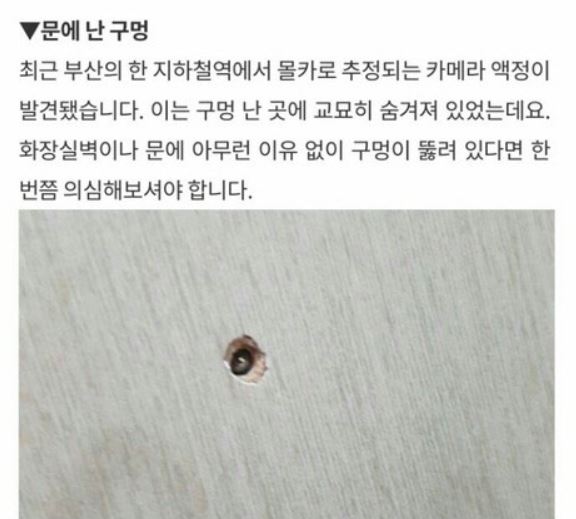 ▼문에 난 구멍
최근 부산의 한 지하철역에서 몰카로 추정되는 카메라 액정이
발견됐습니다. 이는 구멍 난 곳에 교묘히 숨겨져 있었는데요.
화장실벽이나 문에 아무런 이유 없이 구멍이 뚫려 있다면 한
번쯤 의심해보셔야 합니다.